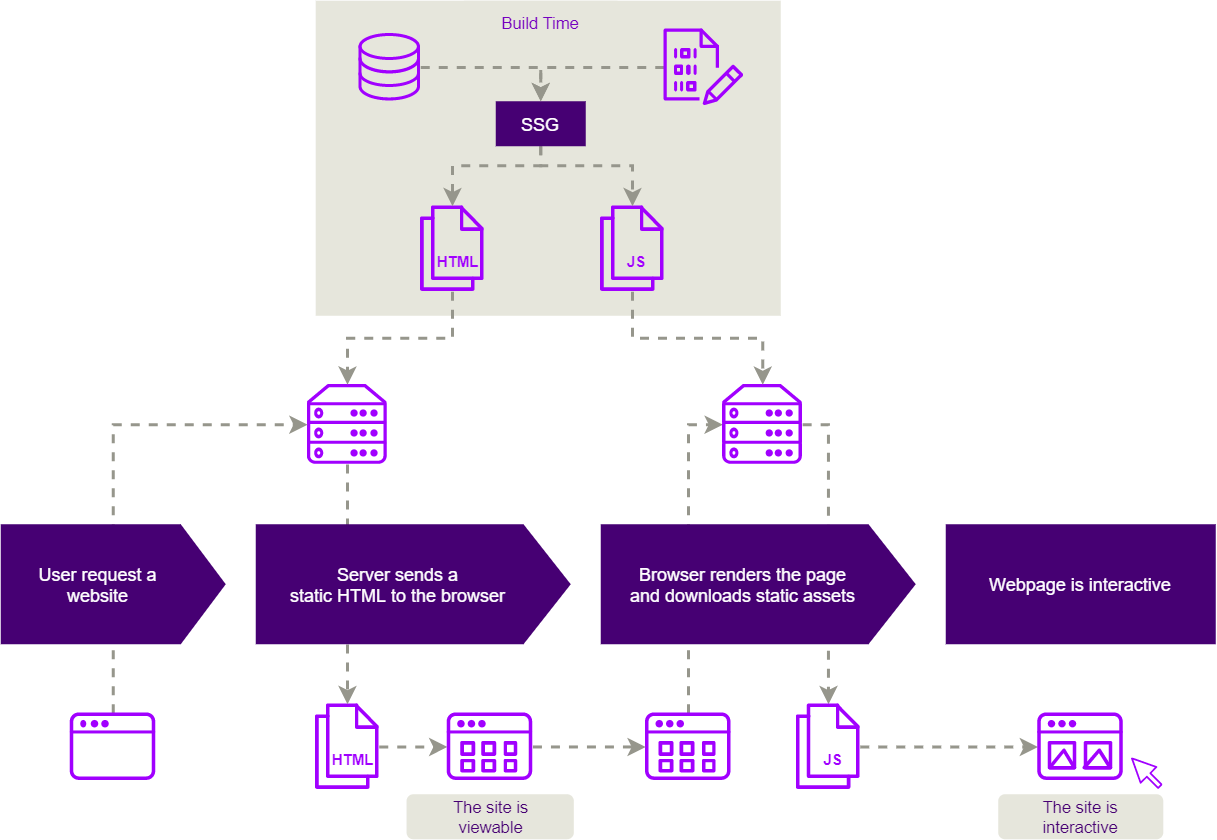 Build Time
SSG
HTML
JS
User request a
website
Server sends a
static HTML to the browser
Browser renders the page
and downloads static assets
Webpage is interactive
HTML
JS
The site is
viewable
The site is
interactive